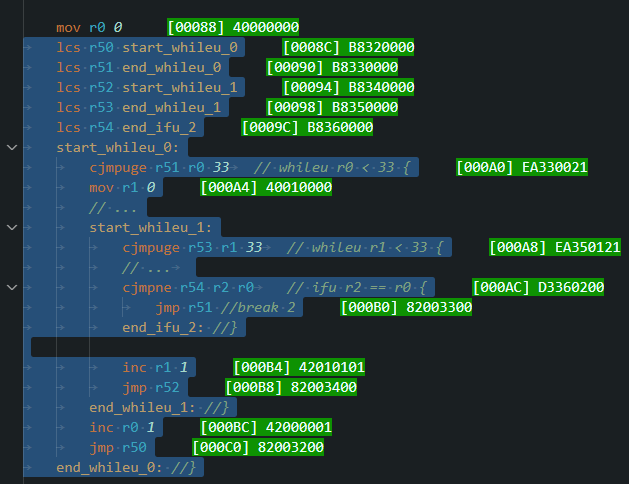 mov r0 0 [00088] 40000000
lcs r50 start_whileu_0 [0008C] B8320000
lcs r51 end_whileu_0 [00090] B8330000
lcs r52 start_whileu_1 [00094] B8340000
lcs r53 end_whileu_1 [00098] B8350000
lcs r54 end_ifu_2 [0009C] B8360000
start_whileu_0:
cjmpuge r51 r0 33 // whileu r0 < 33 { [000A0] EA330021
mov r1 0 [000A4] 40010000
// ...
start_whileu_1:
cjmpuge r53 r1 33 // whileu r1 < 33 { [000A8] EA350121
// ...
cjmpne r54 r2 r0 // ifu r2 == r0 { [000AC] D3360200
jmp r51 //break 2 [000B0] 82003300
end_ifu_2: //}
inc r1 1 [000B4] 42010101
jmp r52 [000B8] 82003400
end_whileu_1: //}
inc r0 1 [000BC] 42000001
jmp r50 [000C0] 82003200
end_whileu_0: //}